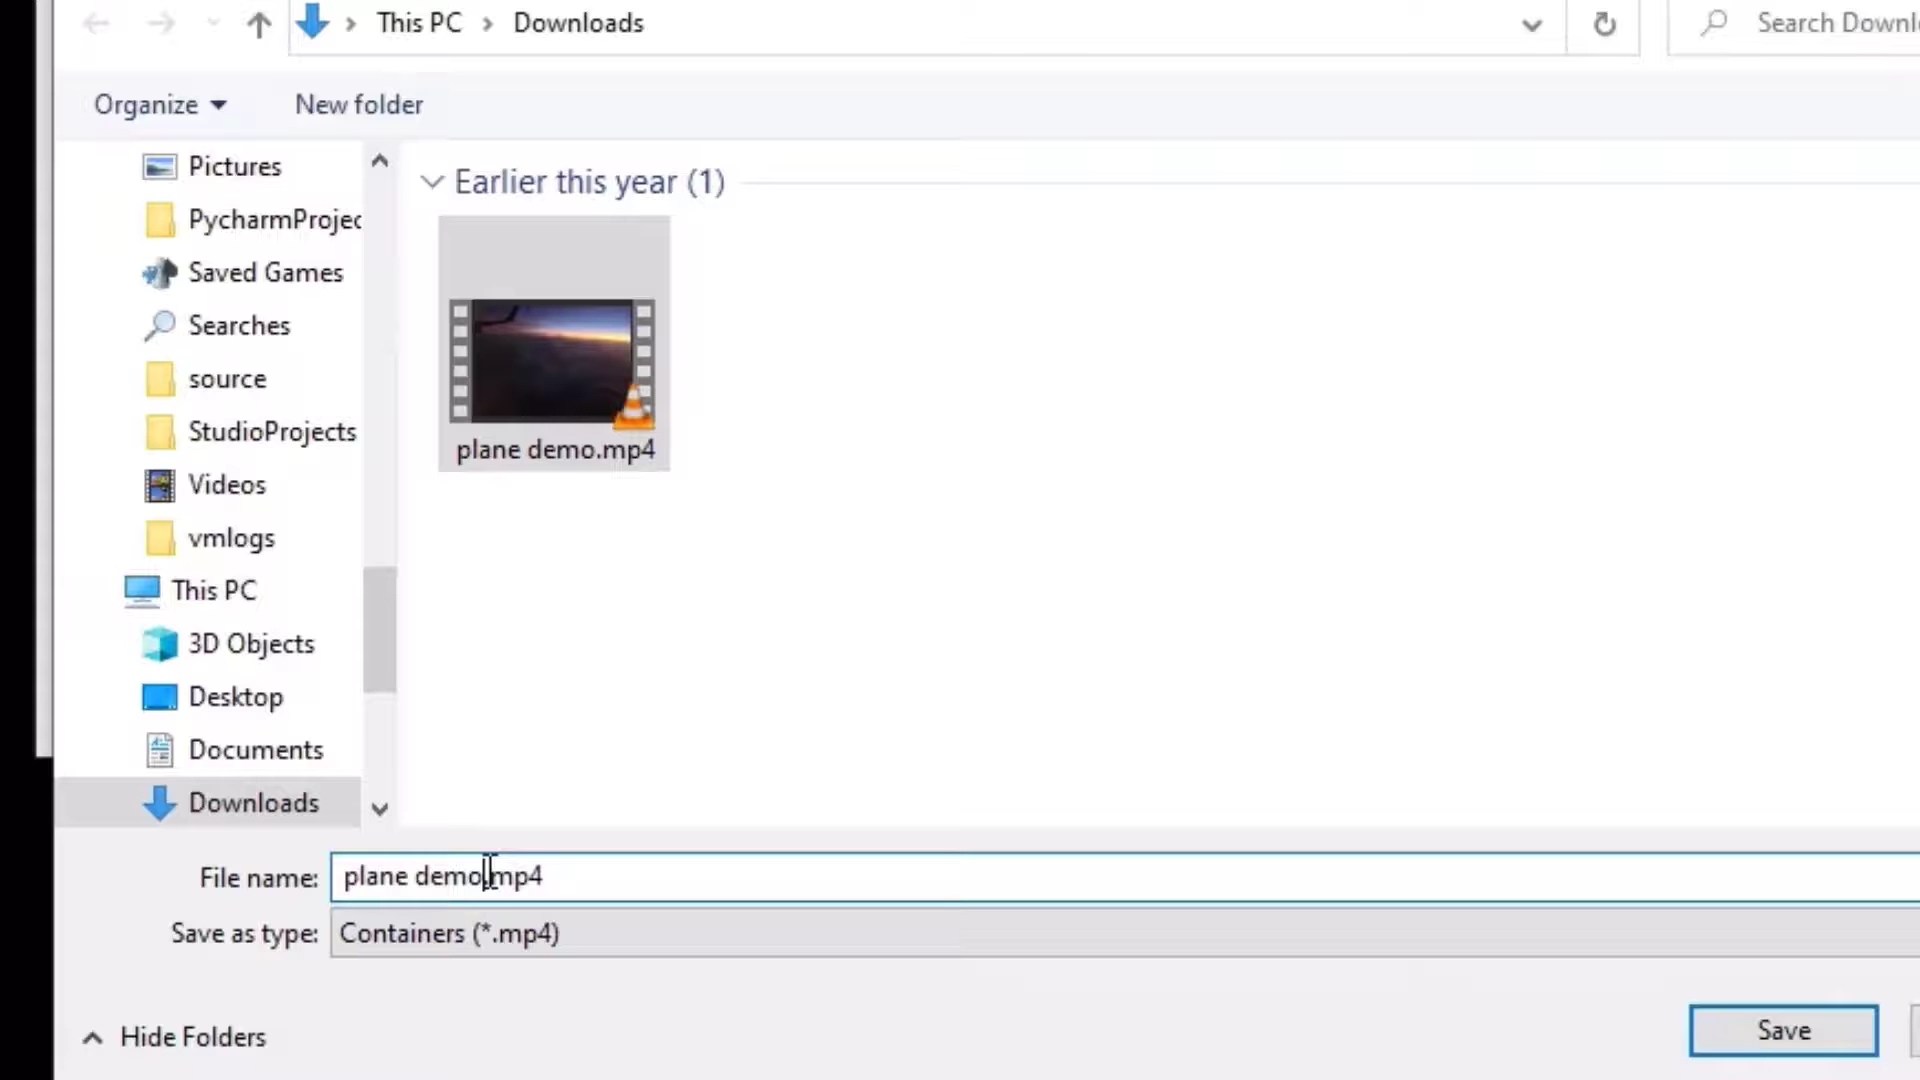 This PC > Downloads
Search Downl
Organize
New folder
Pictures
PycharmProjec
Saved Games
Searches
source
StudioProjects
Videos
vmlogs
This PC
3D Objects
Desktop
Documents
Downloads
Earlier this year (1)
plane demo.mp4
File name: plane demo.mp4
Save as type: Containers (*.mp4)
Hide Folders
Save